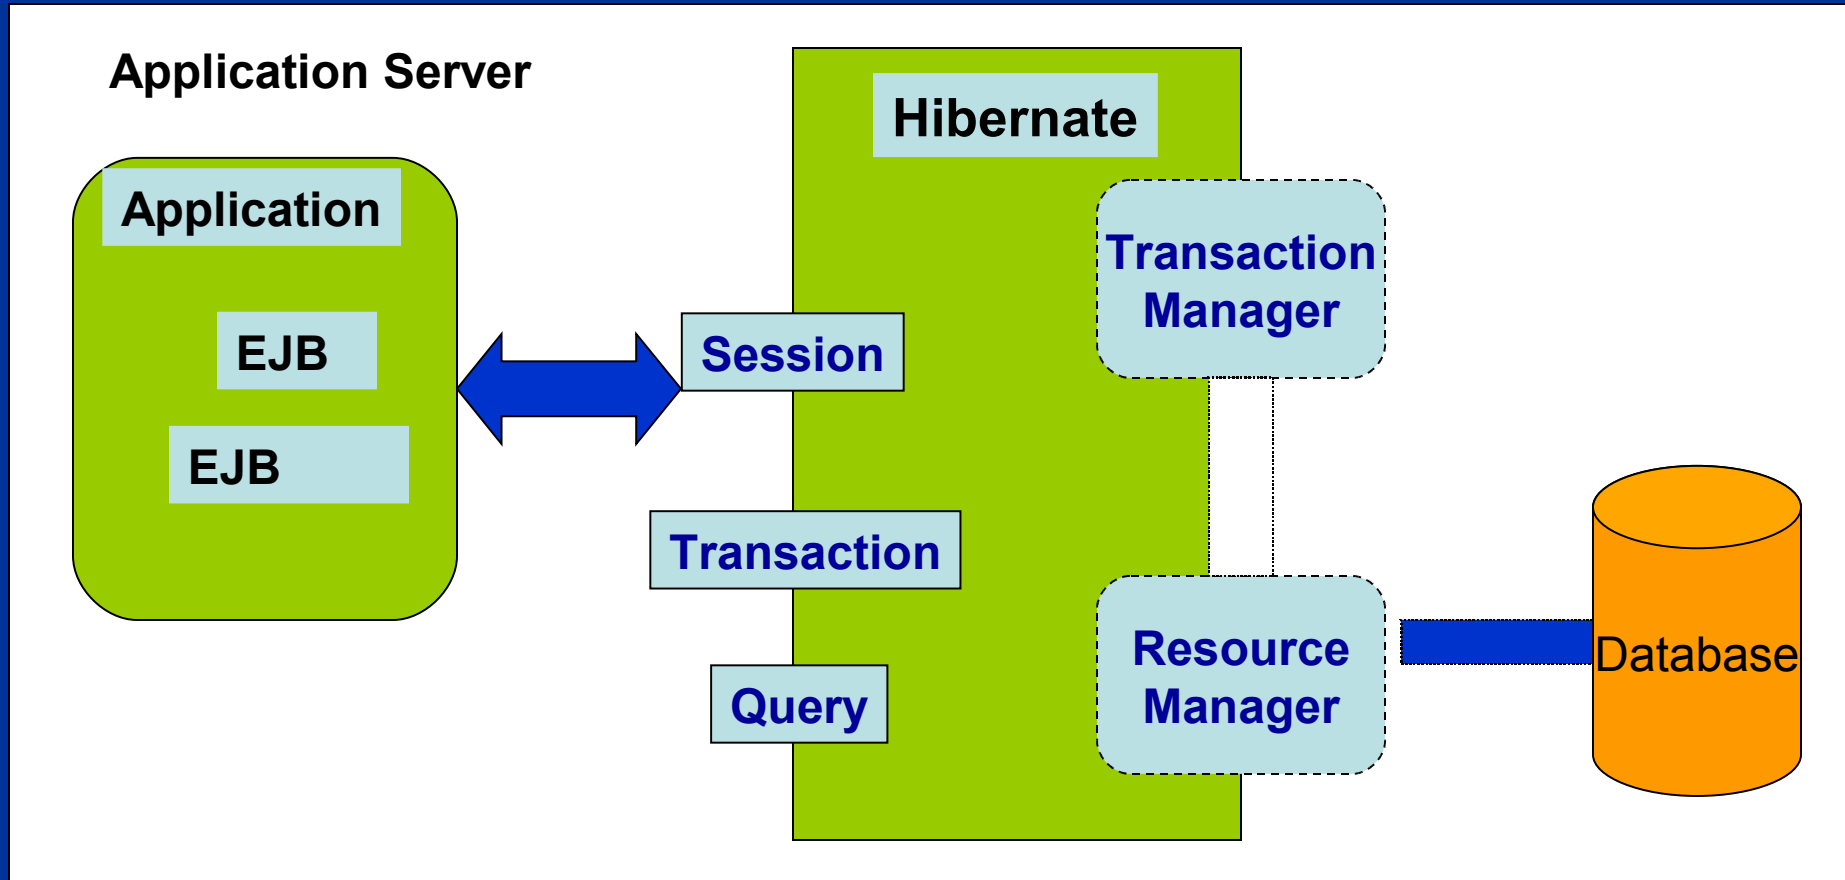 Application Server
Hibernate
Application
Transaction
Manager
EJB
Session
EJB
Transaction
Resource
Manager
Query
Database